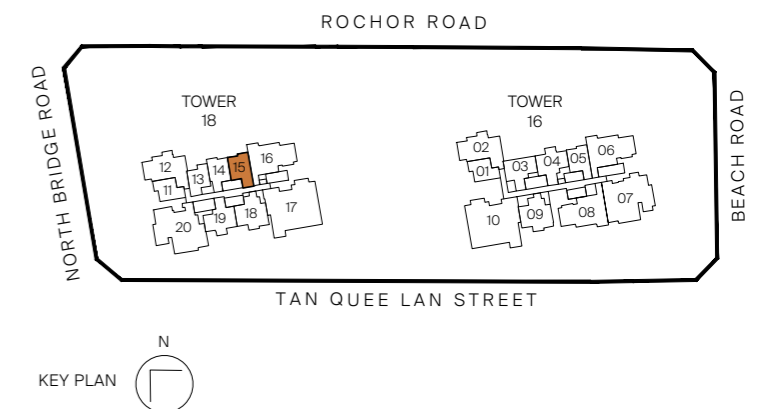 ROCHOR ROAD
NORTH BRIDGE ROAD
BEACH ROAD
TOWER
18
TOWER
16
12
11
13
14
15
16
20
19
18
17
02
01
03
04
05
06
10
09
08
07
TAN QUEE LAN STREET
N
KEY PLAN